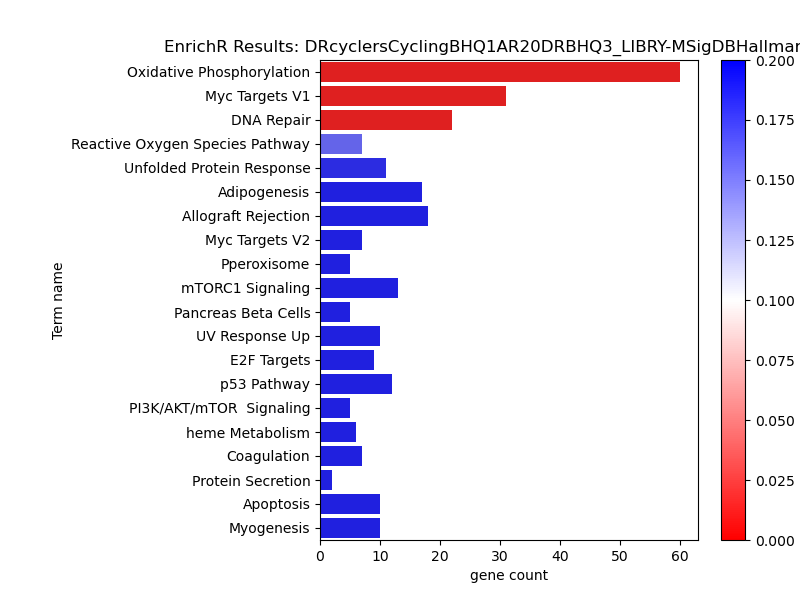 EnrichR Results: DRcyclersCyclingBHQ1AR20DRBHQ3_LIBRY-MSigDBHallmar
Oxidative Phosphorylation
Myc Targets V1
DNA Repair
Reactive Oxygen Species Pathway
Unfolded Protein Response
Adipogenesis
Allograft Rejection
Myc Targets V2
Pperoxisome
mTORC1 Signaling
Pancreas Beta Cells
UV Response Up
E2F Targets
p53 Pathway
PI3K/AKT/mTOR  Signaling
heme Metabolism
Coagulation
Protein Secretion
Apoptosis
Myogenesis
Term name
0 10 20 30 40 50 60
gene count
0.200
0.175
0.150
0.125
0.100
0.075
0.050
0.025
0.000